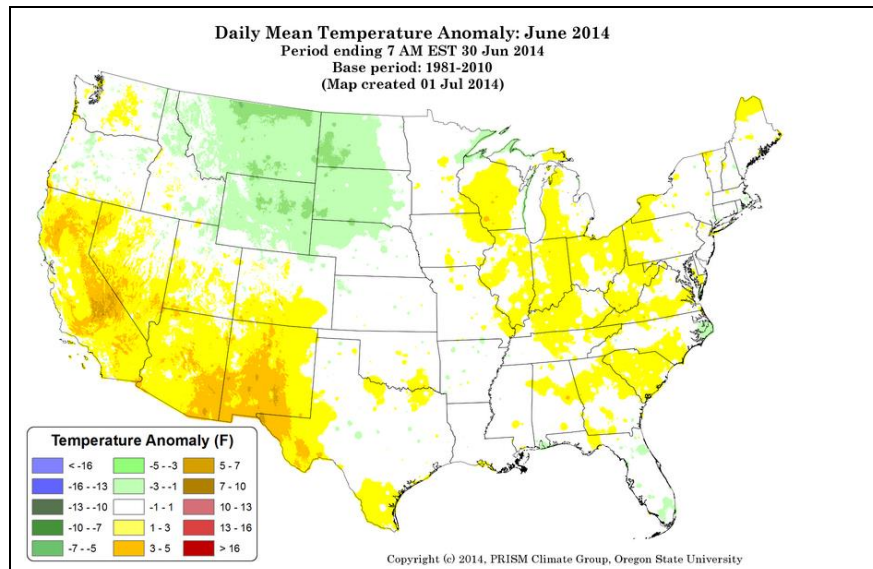 Daily Mean Temperature Anomaly: June 2014
Period ending 7 AM EST 30 Jun 2014
Base period: 1981-2010
(Map created 01 Jul 2014)
Temperature Anomaly (F)
< -16
-16 - -13
-13 - -10
-10 - -7
-7 - -5
-5 - -3
-3 - -1
-1 - 1
1 - 3
3 - 5
5 - 7
7 - 10
10 - 13
13 - 16
> 16
Copyright (c) 2014, PRISM Climate Group, Oregon State University